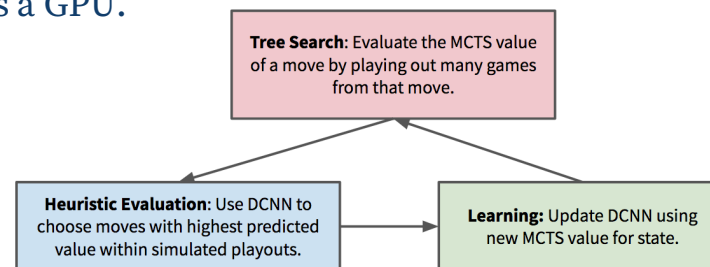 s a GPU.
Tree Search: Evaluate the MCTS value
of a move by playing out many games
from that move.
Heuristic Evaluation: Use DCNN to
choose moves with highest predicted
value within simulated playouts.
Learning: Update DCNN using
new MCTS value for state.